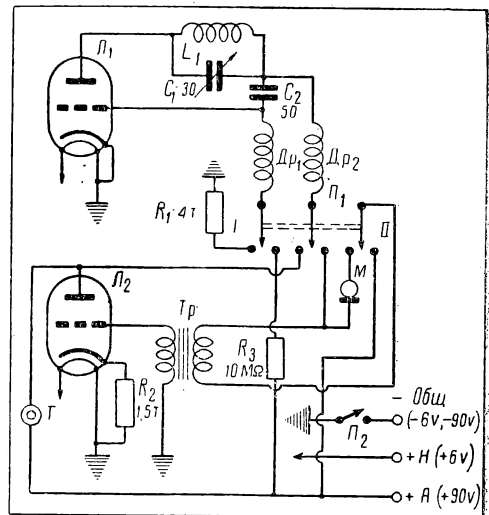 Л₁
L₁
C₁·30
C₂
50
Др₁
Др₂
П₁
R₁·4т
I
II
Л₂
M
Тр
R₃
10 MΩ
R₂
1,5т
T
– Общ
(–6v,–90v)
П₂
+ Н (+6v)
+ А (+90v)